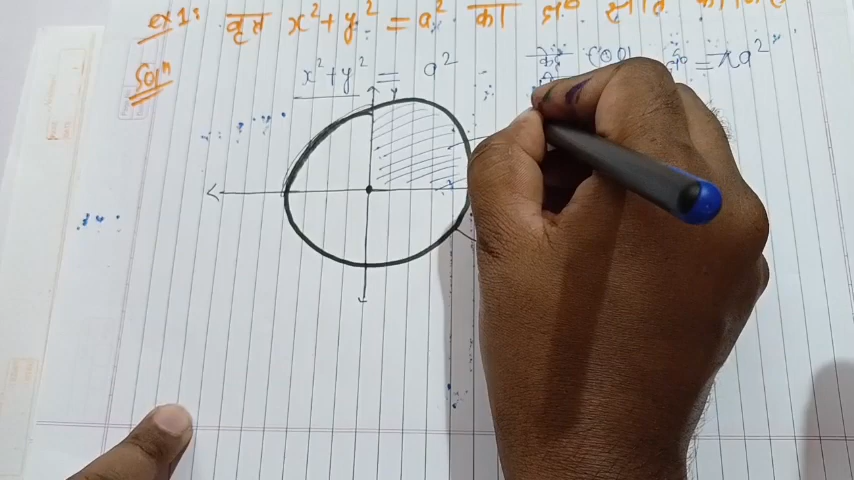 ex 1: वृत्त x² + y² = a² का क्षे० ज्ञात
Solⁿ
x² + y² = a²
y
= πa²